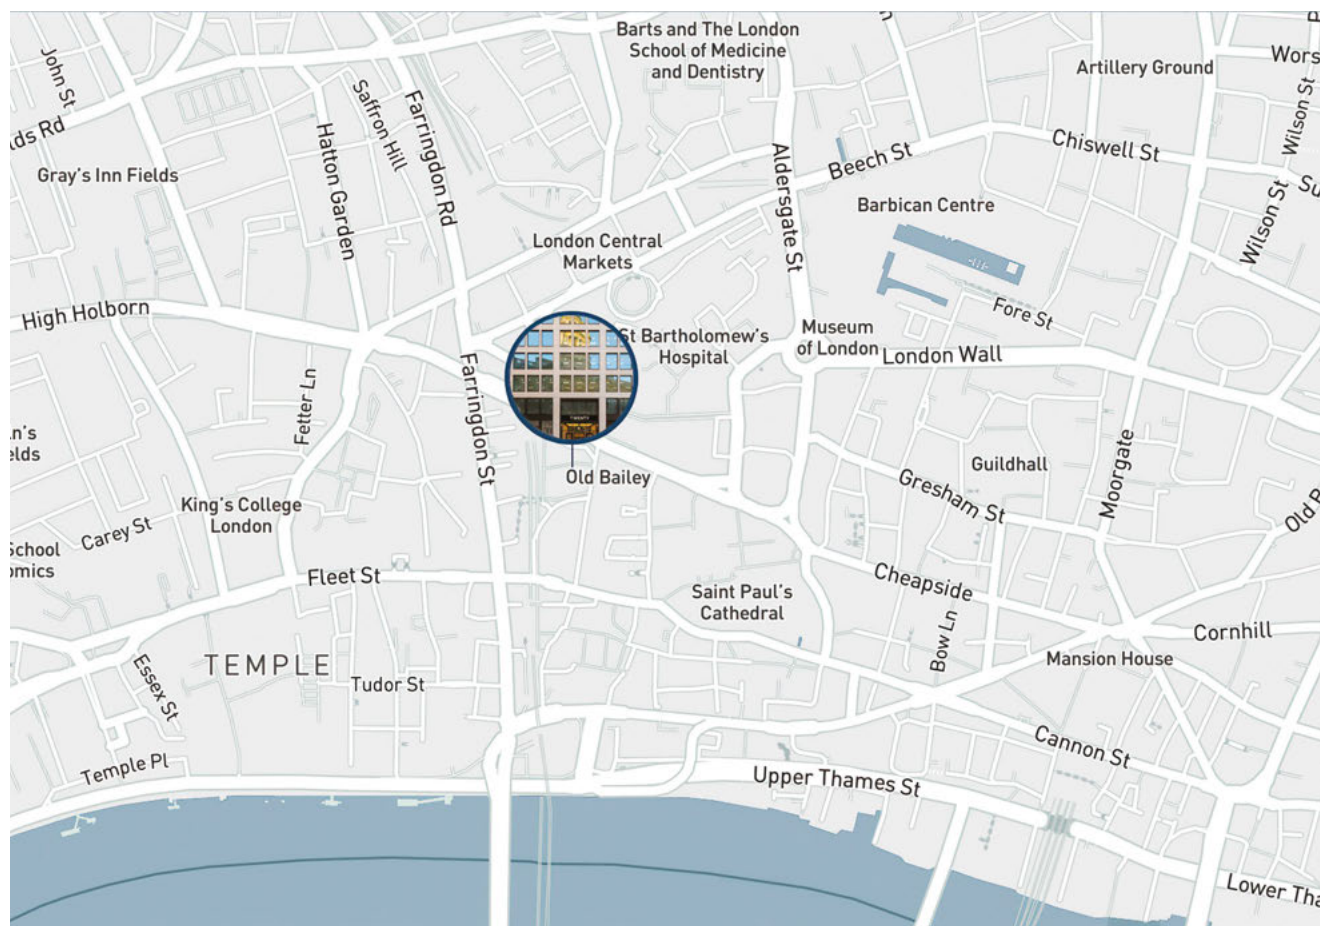 Barts and The London
School of Medicine
and Dentistry
Artillery Ground
John St
Saffron Hill
Farringdon Rd
Hatton Garden
Gray's Inn Fields
Wilson St
Chiswell St
Beech St
Aldersgate St
Wilson St
Barbican Centre
London Central
Markets
High Holborn
Fore St
St Bartholomew's
Hospital
Museum
of London
London Wall
Fetter Ln
Farringdon St
TWENTY
Old Bailey
Guildhall
Moorgate
Gresham St
King's College
London
Carey St
Fleet St
Cheapside
Saint Paul's
Cathedral
Bow Ln
Cornhill
TEMPLE
Mansion House
Essex St
Tudor St
Temple Pl
Cannon St
Upper Thames St
Lower Tha